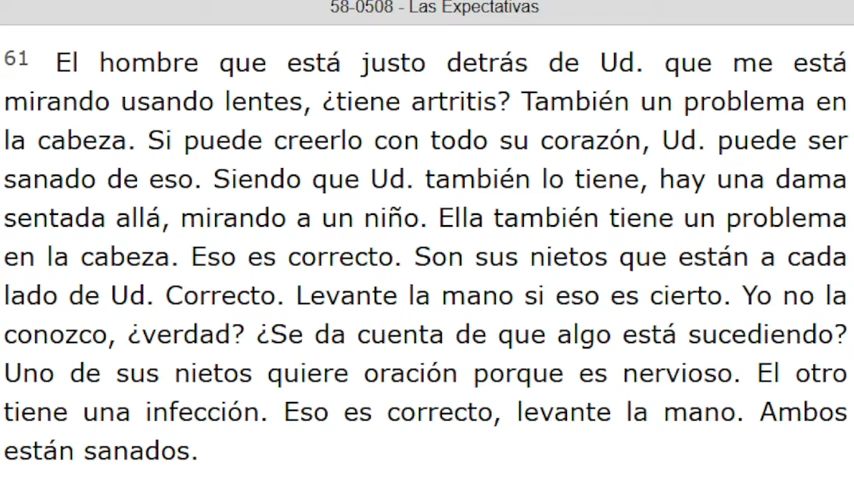 58-0508 - Las Expectativas
61 El hombre que está justo detrás de Ud. que me está
mirando usando lentes, ¿tiene artritis? También un problema en
la cabeza. Si puede creerlo con todo su corazón, Ud. puede ser
sanado de eso. Siendo que Ud. también lo tiene, hay una dama
sentada allá, mirando a un niño. Ella también tiene un problema
en la cabeza. Eso es correcto. Son sus nietos que están a cada
lado de Ud. Correcto. Levante la mano si eso es cierto. Yo no la
conozco, ¿verdad? ¿Se da cuenta de que algo está sucediendo?
Uno de sus nietos quiere oración porque es nervioso. El otro
tiene una infección. Eso es correcto, levante la mano. Ambos
están sanados.